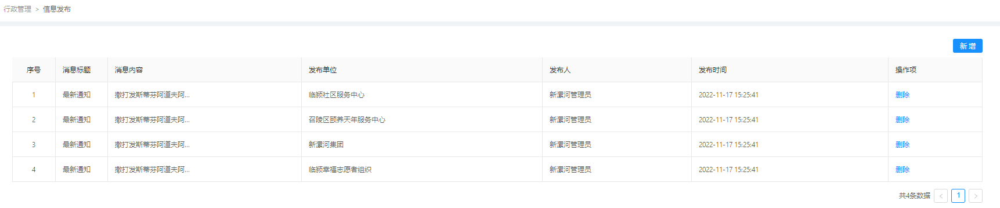 行政管理 > 信息发布
新增
序号 消息标题 消息内容 发布单位 发布人 发布时间 操作项
1 最新通知 撒打发斯蒂芬阿道夫阿... 临颍社区服务中心 新漯河管理员 2022-11-17 15:25:41 删除
2 最新通知 撒打发斯蒂芬阿道夫阿... 召陵区颐养天年服务中心 新漯河管理员 2022-11-17 15:25:41 删除
3 最新通知 撒打发斯蒂芬阿道夫阿... 新漯河集团 新漯河管理员 2022-11-17 15:25:41 删除
4 最新通知 撒打发斯蒂芬阿道夫阿... 临颍幸福志愿者组织 新漯河管理员 2022-11-17 15:25:41 删除
共4条数据 < 1 >